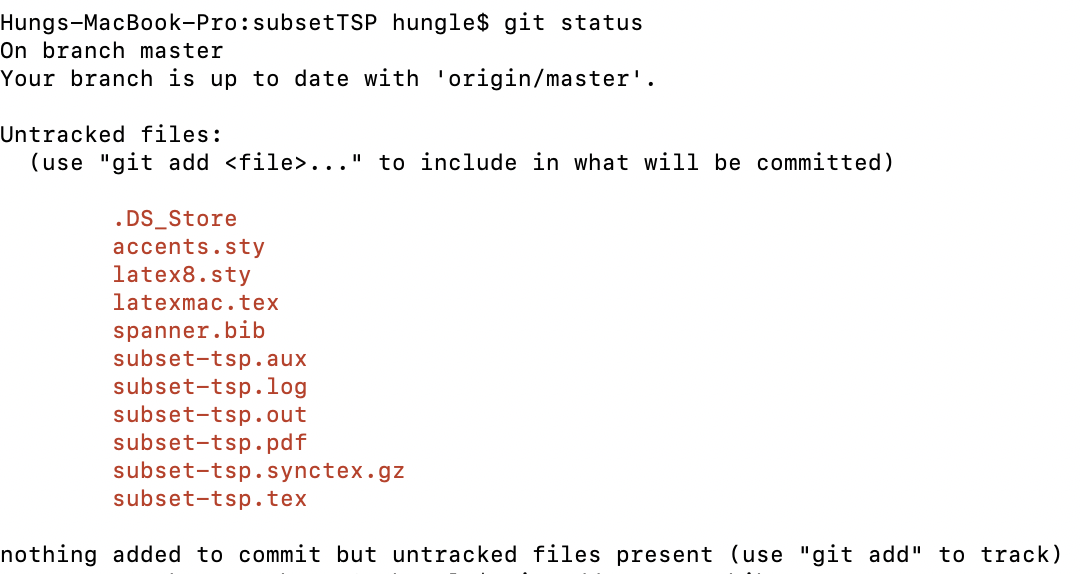 Hungs-MacBook-Pro:subsetTSP hungle$ git status
On branch master
Your branch is up to date with 'origin/master'.
Untracked files:
(use "git add <file>..." to include in what will be committed)
.DS_Store
accents.sty
latex8.sty
latexmac.tex
spanner.bib
subset-tsp.aux
subset-tsp.log
subset-tsp.out
subset-tsp.pdf
subset-tsp.synctex.gz
subset-tsp.tex
nothing added to commit but untracked files present (use "git add" to track)